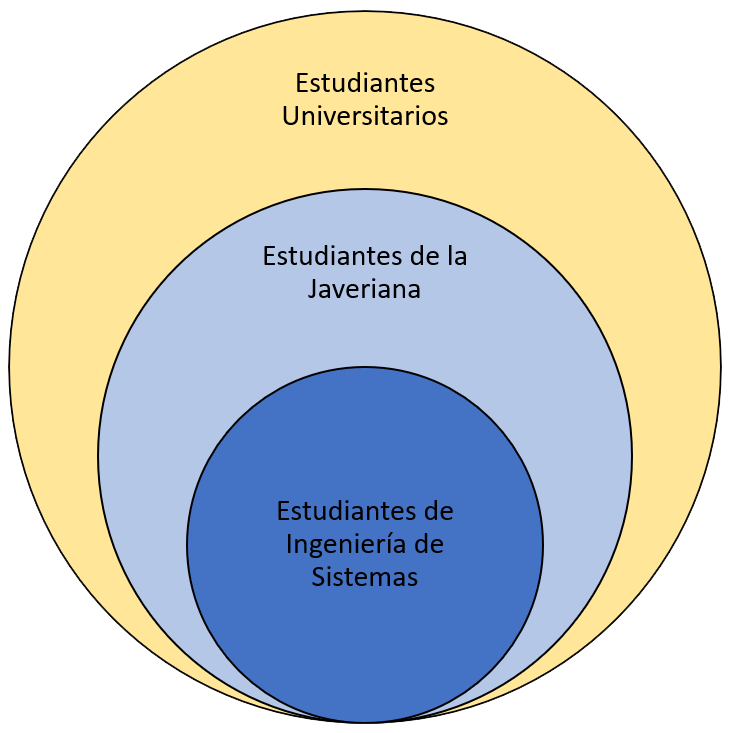 Estudiantes
Universitarios
Estudiantes de la
Javeriana
Estudiantes de
Ingeniería de
Sistemas